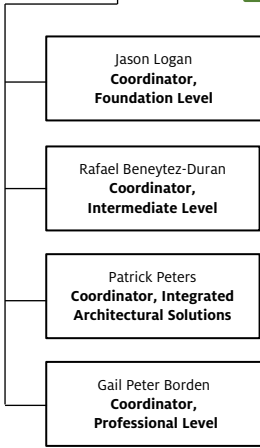 Jason Logan
Coordinator,
Foundation Level
Rafael Beneytez-Duran
Coordinator,
Intermediate Level
Patrick Peters
Coordinator, Integrated
Architectural Solutions
Gail Peter Borden
Coordinator,
Professional Level